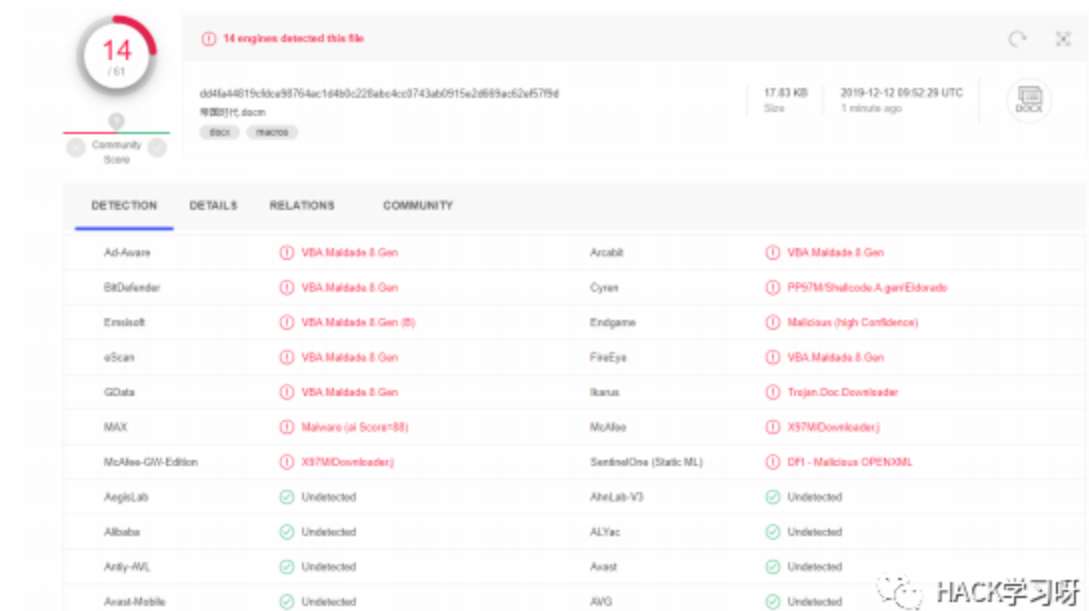 14
/ 61
Community
Score
14 engines detected this file
帝国时代.docm
docx macros
17.83 KB
Size
2019-12-12 09:52:29 UTC
1 minute ago
DOCX
DETECTION DETAILS RELATIONS COMMUNITY
Ad-Aware VBA.Maldade.8.Gen Arcabit VBA.Maldade.8.Gen
BitDefender VBA.Maldade.8.Gen Cyren PP97M/Shellcode.A.gen!Eldorado
Emsisoft VBA.Maldade.8.Gen (B) Endgame Malicious (high Confidence)
eScan VBA.Maldade.8.Gen FireEye VBA.Maldade.8.Gen
GData VBA.Maldade.8.Gen Ikarus Trojan.Doc.Downloader
MAX Malware (ai Score=88) McAfee X97M/Downloader.j
McAfee-GW-Edition X97M/Downloader.j SentinelOne (Static ML) DFI - Malicious OPENXML
AegisLab Undetected AhnLab-V3 Undetected
Alibaba Undetected ALYac Undetected
Antiy-AVL Undetected Avast Undetected
Avast-Mobile Undetected AVG Undetected
HACK学习呀